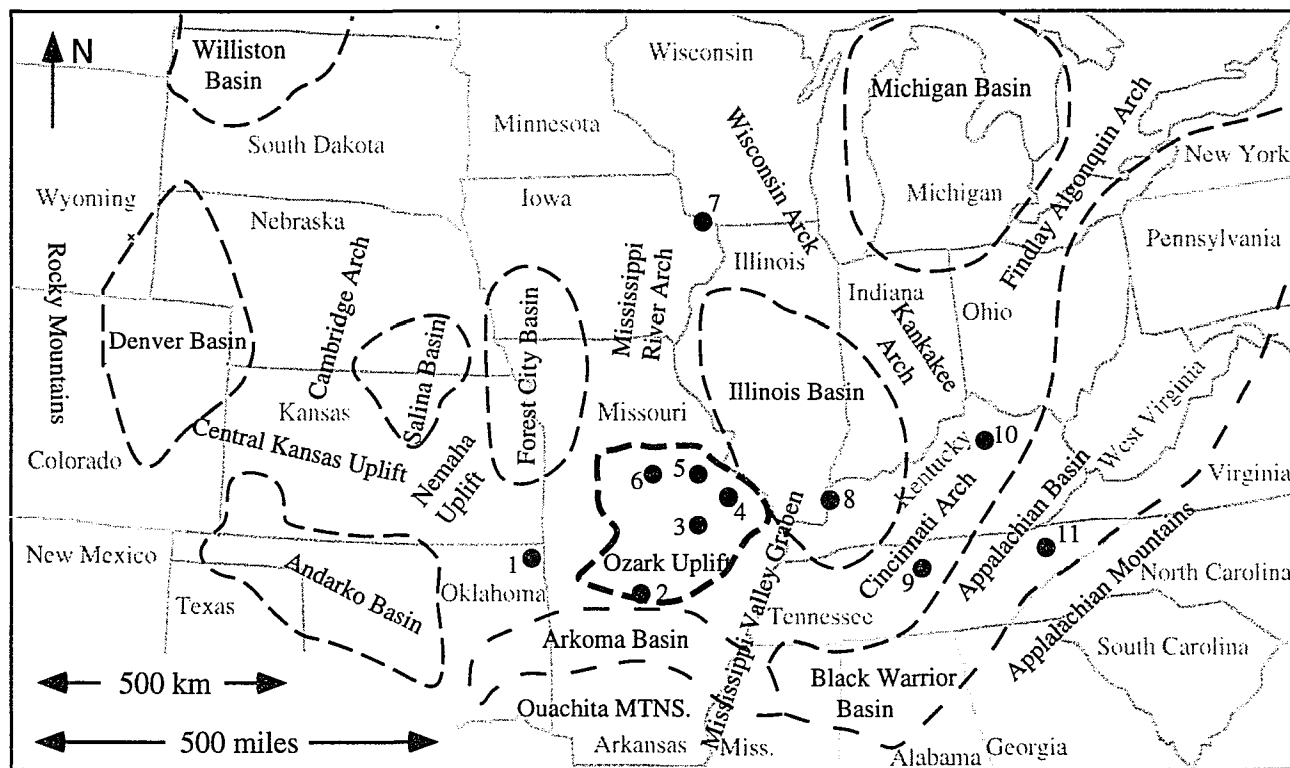 N
Williston
Basin
Wisconsin
Michigan Basin
South Dakota
Minnesota
Wisconsin Arck
Findlay Algonquin Arch
New York
Wyoming
Nebraska
Iowa
7
Michigan
Pennsylvania
Rocky Mountains
Denver Basin
Cambridge Arch
Salina Basin
Forest City Basin
Mississippi
River Arch
Illinois
Indiana
Kankakee
Arch
Ohio
Illinois Basin
Kansas
Missouri
Colorado
Central Kansas Uplift
Nemaha
Uplift
6
5
4
3
8
Kentucky
10
West Virginia
Virginia
New Mexico
Texas
Andarko Basin
1
Oklahoma
Ozark Uplift
2
Mississippi Valley Graben
Cincinnati Arch
9
Appalachian Basin
11
Applalachian Mountains
North Carolina
Tennessee
Arkoma Basin
South Carolina
500 km
Ouachita MTNS.
Black Warrior
Basin
500 miles
Arkansas
Miss.
Alabama
Georgia